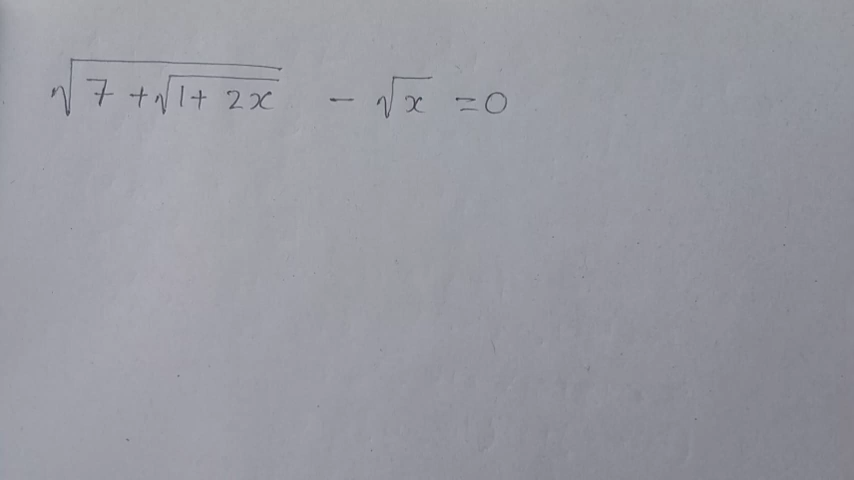 √(7 + √(1 + 2x)) - √x = 0